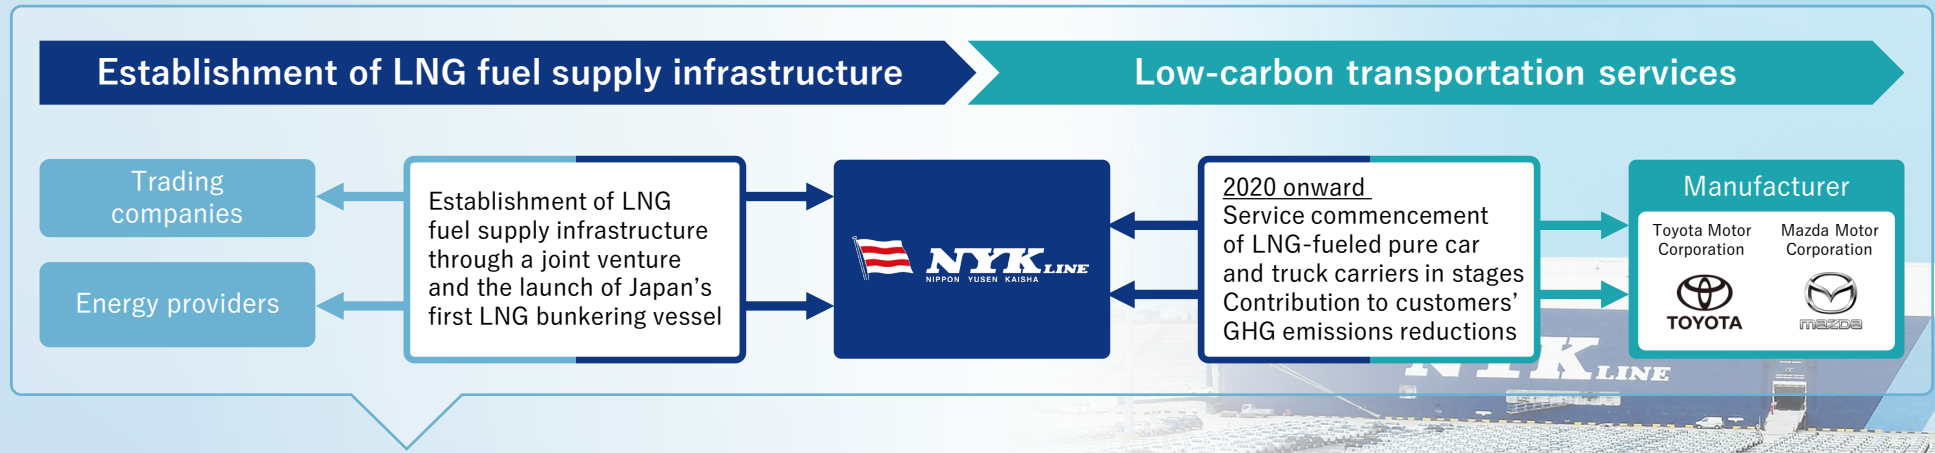 Establishment of LNG fuel supply infrastructure
Low-carbon transportation services
Trading
companies
Energy providers
Establishment of LNG
fuel supply infrastructure
through a joint venture
and the launch of Japan’s
first LNG bunkering vessel
NYK LINE
NIPPON YUSEN KAISHA
2020 onward
Service commencement
of LNG-fueled pure car
and truck carriers in stages
Contribution to customers’
GHG emissions reductions
Manufacturer
Toyota Motor
Corporation
TOYOTA
Mazda Motor
Corporation
mazda
NYK LINE